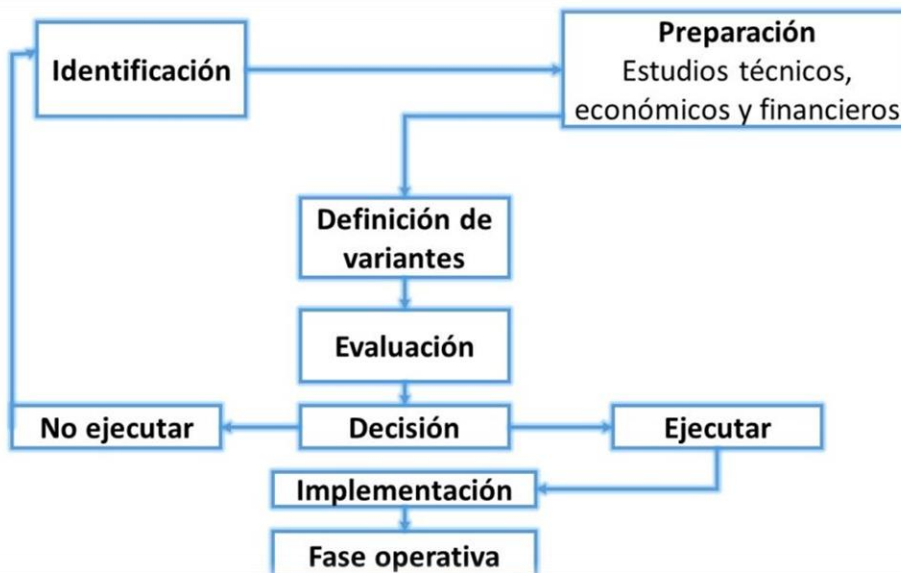 Identificación
Preparación
Estudios técnicos,
económicos y financieros
Definición de
variantes
Evaluación
No ejecutar
Decisión
Ejecutar
Implementación
Fase operativa